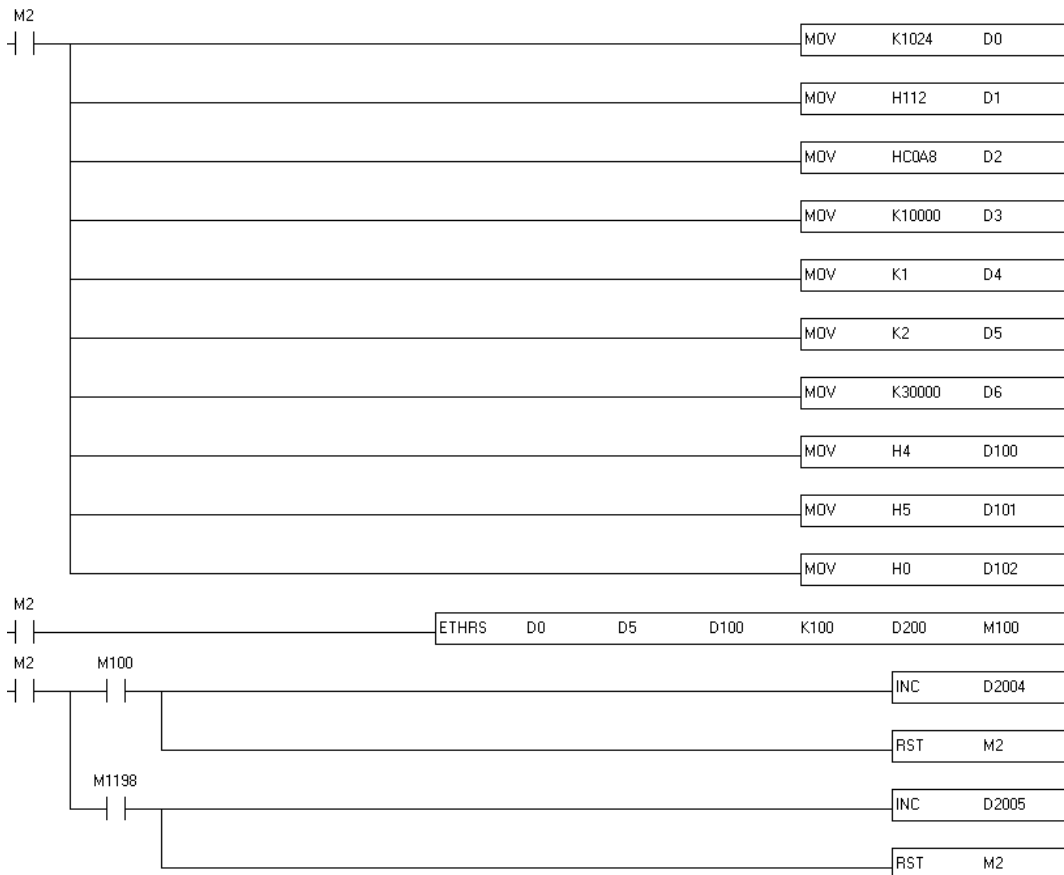 M2
MOV K1024 D0
MOV H112 D1
MOV HC0A8 D2
MOV K10000 D3
MOV K1 D4
MOV K2 D5
MOV K30000 D6
MOV H4 D100
MOV H5 D101
MOV H0 D102
M2
ETHRS D0 D5 D100 K100 D200 M100
M2 M100
INC D2004
RST M2
M1198
INC D2005
RST M2